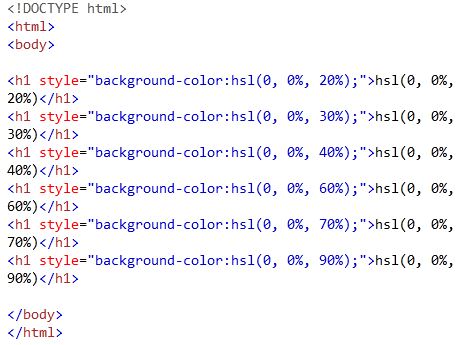 <!DOCTYPE html>
<html>
<body>
<h1 style="background-color:hsl(0, 0%, 20%);">hsl(0, 0%,
20%)</h1>
<h1 style="background-color:hsl(0, 0%, 30%);">hsl(0, 0%,
30%)</h1>
<h1 style="background-color:hsl(0, 0%, 40%);">hsl(0, 0%,
40%)</h1>
<h1 style="background-color:hsl(0, 0%, 60%);">hsl(0, 0%,
60%)</h1>
<h1 style="background-color:hsl(0, 0%, 70%);">hsl(0, 0%,
70%)</h1>
<h1 style="background-color:hsl(0, 0%, 90%);">hsl(0, 0%,
90%)</h1>
</body>
</html>